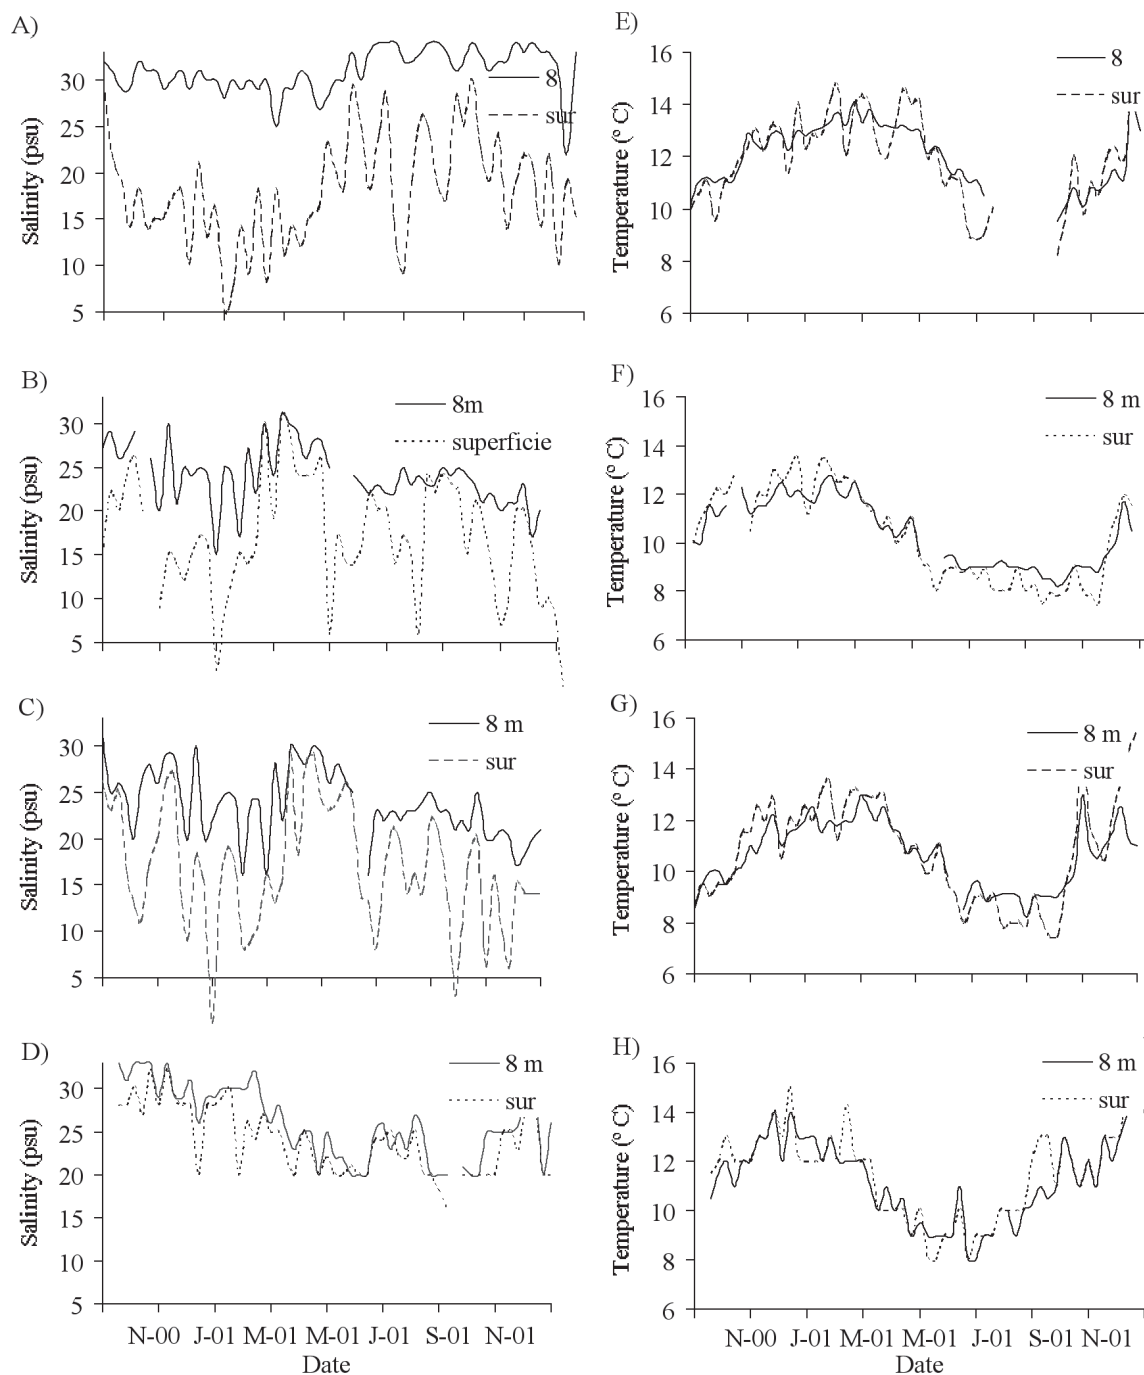 A)
Salinity (psu)
30
25
20
15
10
5
8
sur
E)
Temperature (º C)
16
14
12
10
8
6
8
sur
B)
Salinity (psu)
30
25
20
15
10
5
8m
superficie
F)
Temperature (º C)
16
14
12
10
8
6
8 m
sur
C)
Salinity (psu)
30
25
20
15
10
5
8 m
sur
G)
Temperature (º C)
16
14
12
10
8
6
8 m
sur
D)
Salinity (psu)
30
25
20
15
10
5
8 m
sur
N-00 J-01 M-01 M-01 J-01 S-01 N-01
Date
H)
Temperature (º C)
16
14
12
10
8
6
8 m
sur
N-00 J-01 M-01 M-01 J-01 S-01 N-01
Date